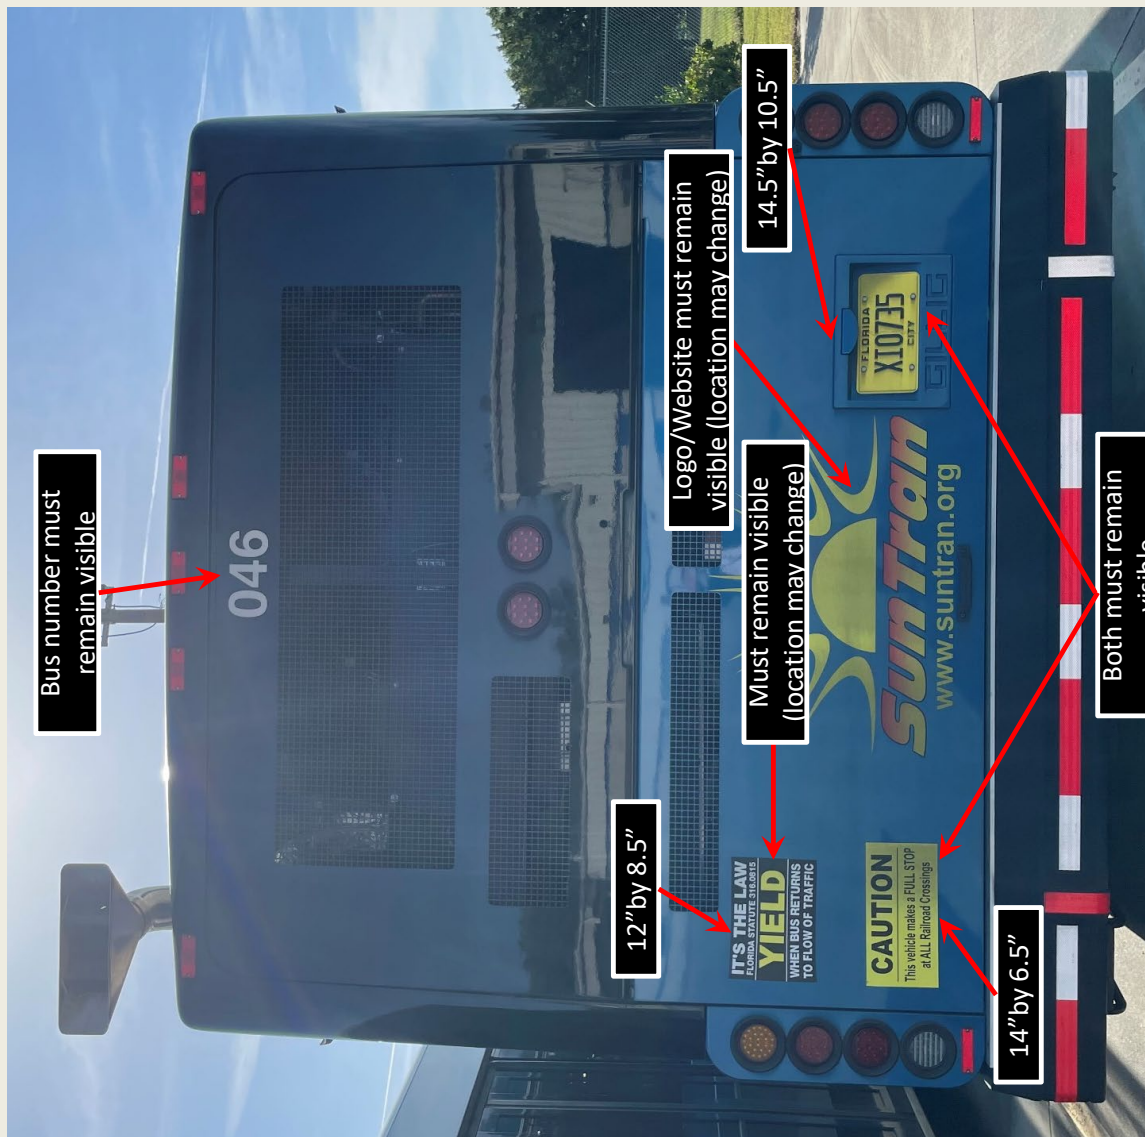 Bus number must
remain visible
046
14.5”by 10.5”
Logo/Website must remain
visible (location may change)
Must remain visible
(location may change)
12”by 8.5”
IT'S THE LAW
FLORIDA STATUTE 316.0815
YIELD
WHEN BUS RETURNS
TO FLOW OF TRAFFIC
CAUTION
This vehicle makes a FULL STOP
at ALL Railroad Crossings
14”by 6.5”
SunTran
www.suntran.org
FLORIDA
XI0735
CITY
GILLIG
Both must remain
visible